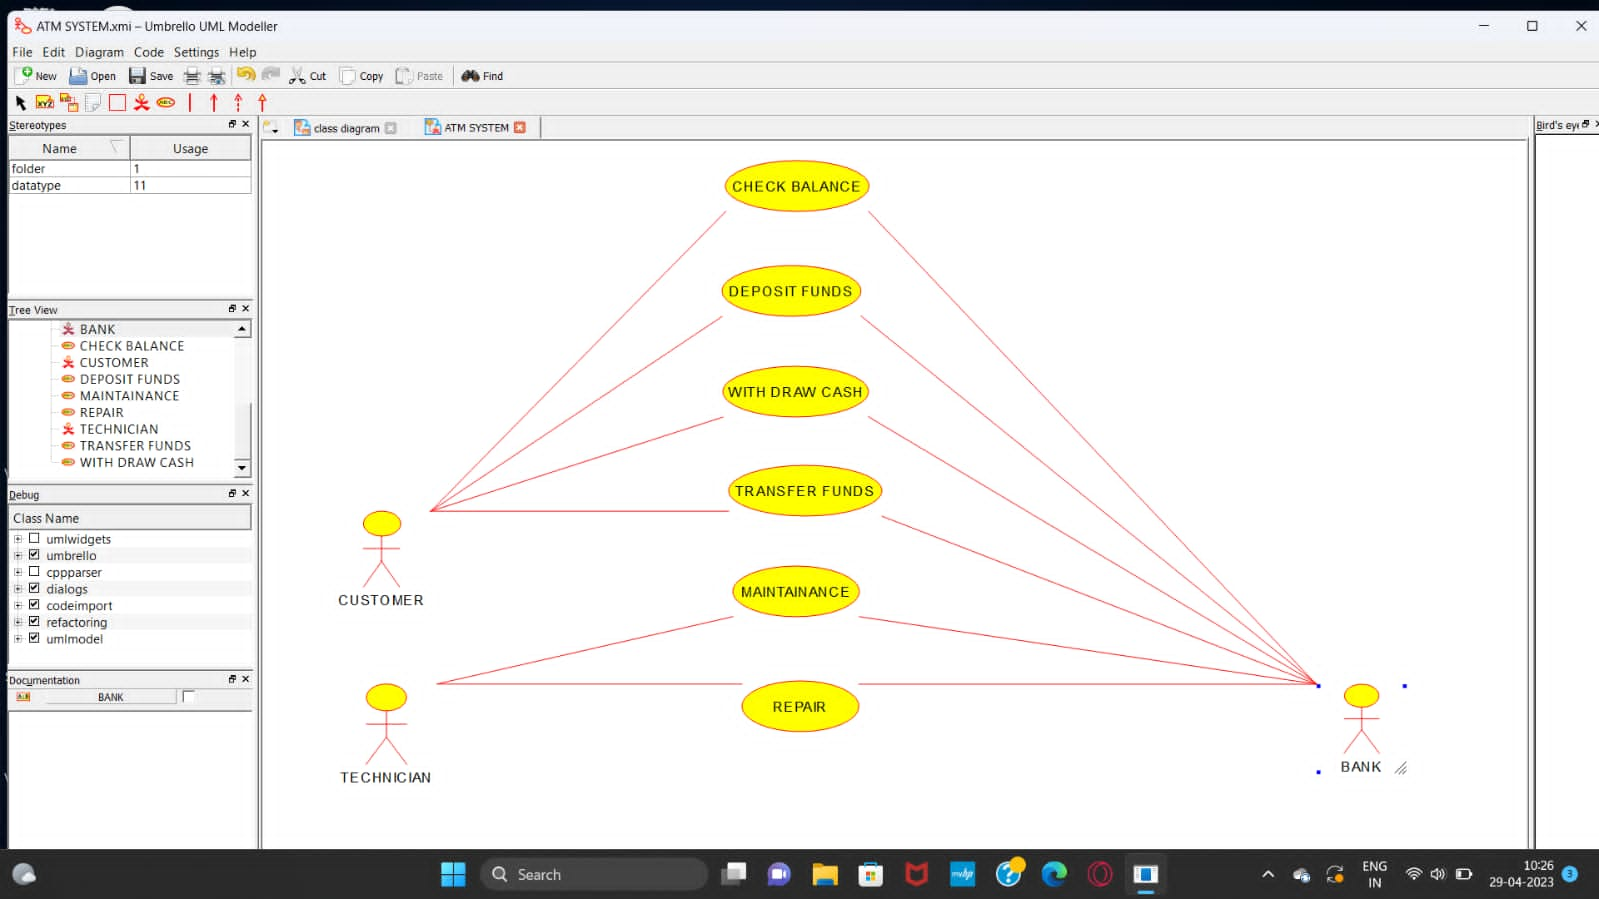 ATM SYSTEM.xmi – Umbrello UML Modeller
File Edit Diagram Code Settings Help
New Open Save Cut Copy Paste Find
Stereotypes
Name Usage
folder 1
datatype 11
Tree View
BANK
CHECK BALANCE
CUSTOMER
DEPOSIT FUNDS
MAINTAINANCE
REPAIR
TECHNICIAN
TRANSFER FUNDS
WITH DRAW CASH
Debug
Class Name
umlwidgets
umbrello
cppparser
dialogs
codeimport
refactoring
umlmodel
Documentation
BANK
class diagram ATM SYSTEM
Bird's eye
CHECK BALANCE
DEPOSIT FUNDS
WITH DRAW CASH
TRANSFER FUNDS
CUSTOMER
MAINTAINANCE
REPAIR
TECHNICIAN
BANK
Search
ENG
IN
10:26
29-04-2023
3